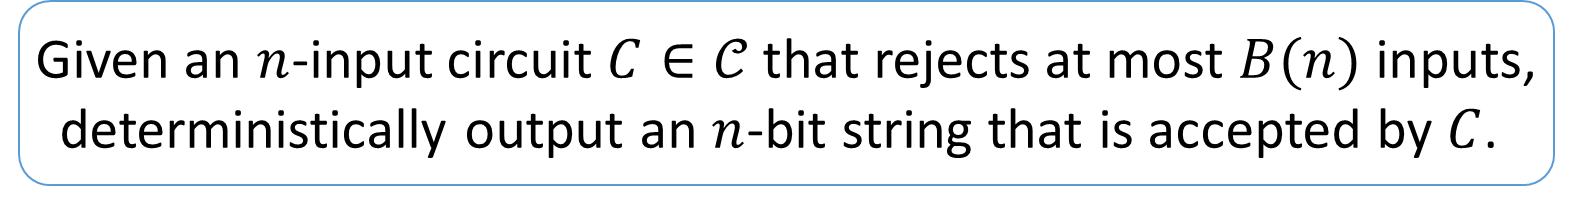 Given an 𝑛-input circuit 𝐶 ∈ 𝒞 that rejects at most 𝐵(𝑛) inputs,
deterministically output an 𝑛-bit string that is accepted by 𝐶.